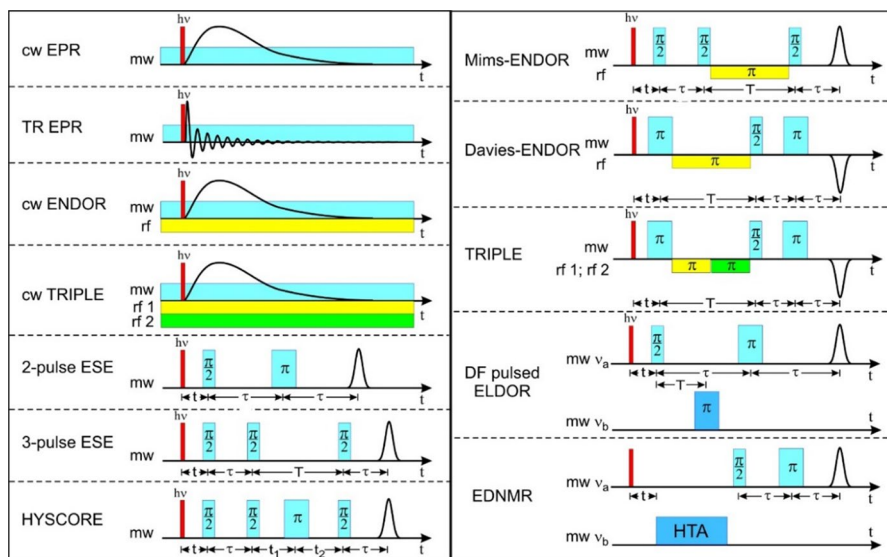 hν
cw EPR
mw
t
hν
TR EPR
mw
t
hν
cw ENDOR
mw
rf
t
hν
cw TRIPLE
mw
rf 1
rf 2
t
hν
2-pulse ESE
mw
π/2
π
t
t τ τ
hν
3-pulse ESE
mw
π/2
π/2
π/2
t
t τ T τ
hν
HYSCORE
mw
π/2
π/2
π
π/2
t
t τ t₁ t₂ τ
hν
Mims-ENDOR
mw
rf
π/2
π/2
π/2
π
t
t τ T τ
hν
Davies-ENDOR
mw
rf
π
π/2
π
π
t
t T τ τ
hν
TRIPLE
mw
rf 1; rf 2
π
π/2
π
π
π
t
t T τ τ
hν
DF pulsed
ELDOR
mw νₐ
π/2
π
t
t τ τ
T
mw ν_b
π
t
hν
EDNMR
mw νₐ
π/2
π
t
t τ τ
mw ν_b
HTA
t